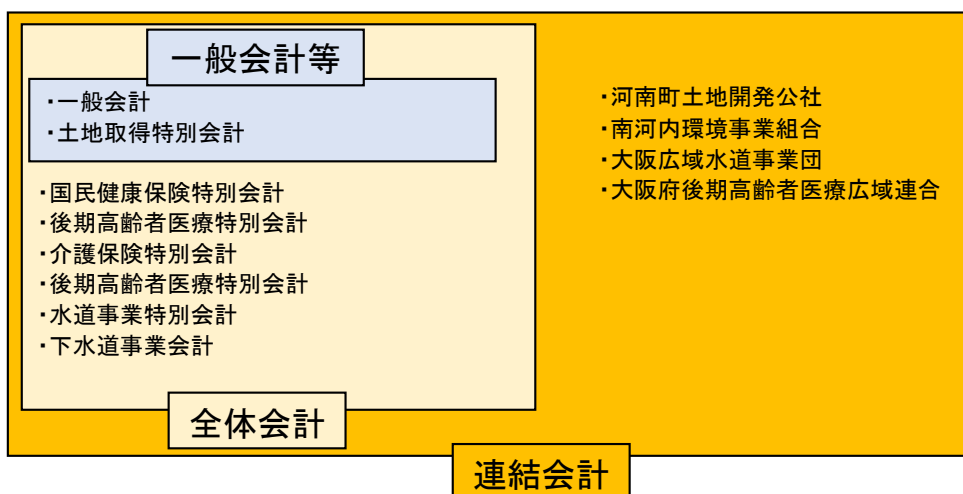 一般会計等
・一般会計
・土地取得特別会計
・国民健康保険特別会計
・後期高齢者医療特別会計
・介護保険特別会計
・後期高齢者医療特別会計
・水道事業特別会計
・下水道事業会計
全体会計
・河南町土地開発公社
・南河内環境事業組合
・大阪広域水道事業団
・大阪府後期高齢者医療広域連合
連結会計